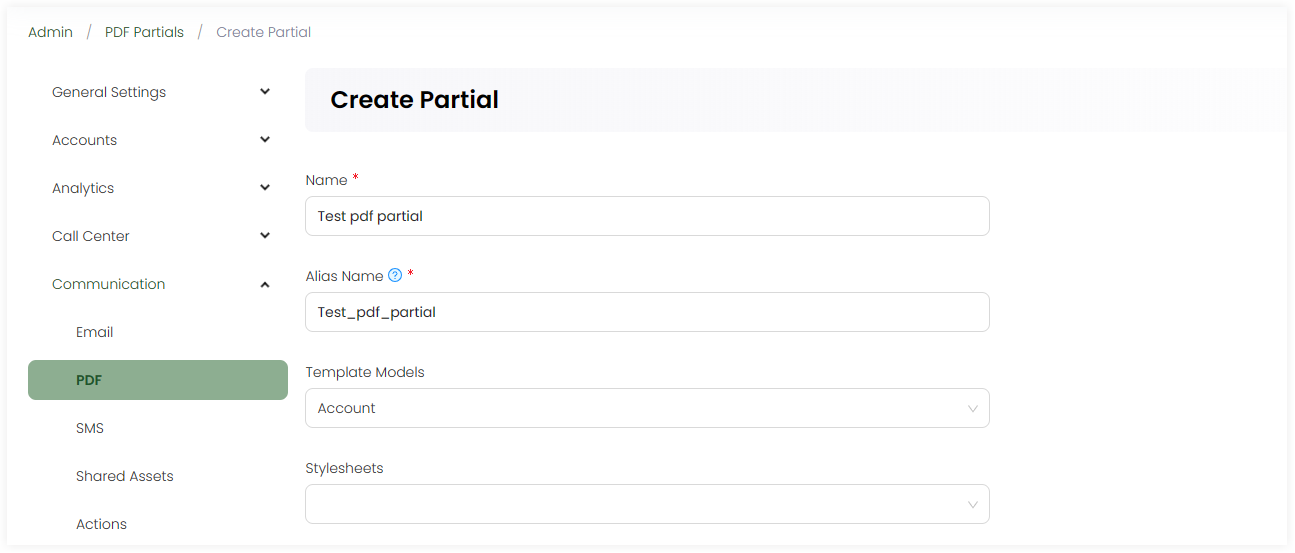 Admin / PDF Partials / Create Partial
General Settings
Accounts
Analytics
Call Center
Communication
Email
PDF
SMS
Shared Assets
Actions
Create Partial
Name *
Test pdf partial
Alias Name ? *
Test_pdf_partial
Template Models
Account
Stylesheets